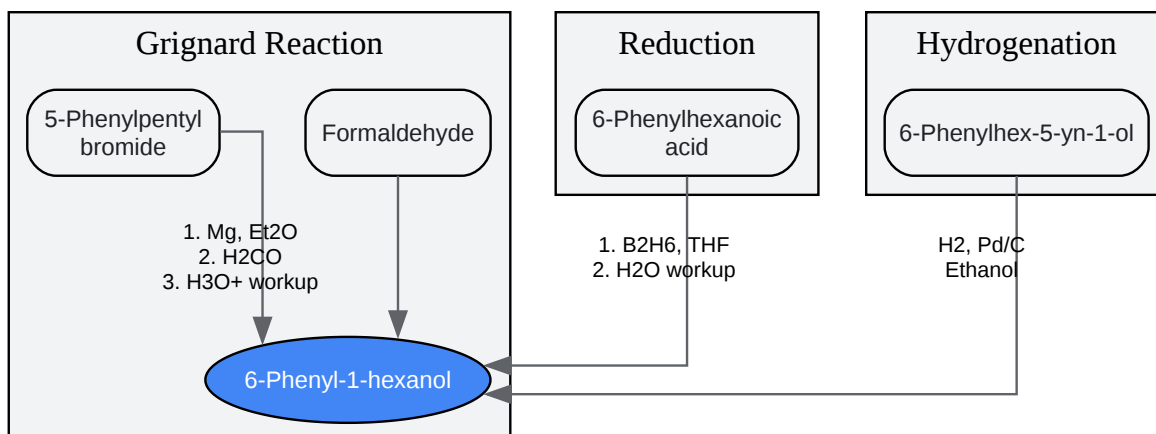 Grignard Reaction
Reduction
Hydrogenation
5-Phenylpentyl
bromide
Formaldehyde
6-Phenylhexanoic
acid
6-Phenylhex-5-yn-1-ol
1. Mg, Et2O
2. H2CO
3. H3O+ workup
1. B2H6, THF
2. H2O workup
H2, Pd/C
Ethanol
6-Phenyl-1-hexanol